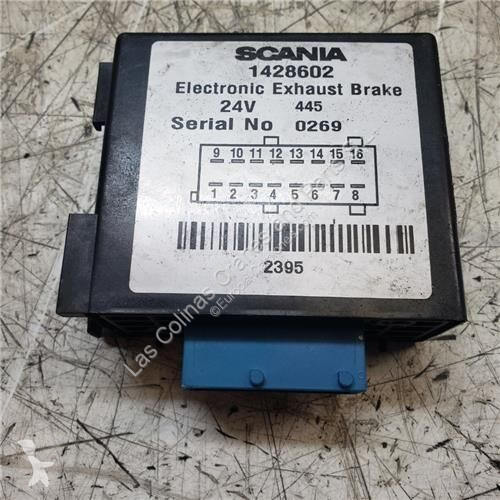 SCANIA
1428602
Electronic Exhaust Brake
24V 445
Serial No 0269
9 10 11 12 13 14 15 16
1 2 3 4 5 6 7 8
2395